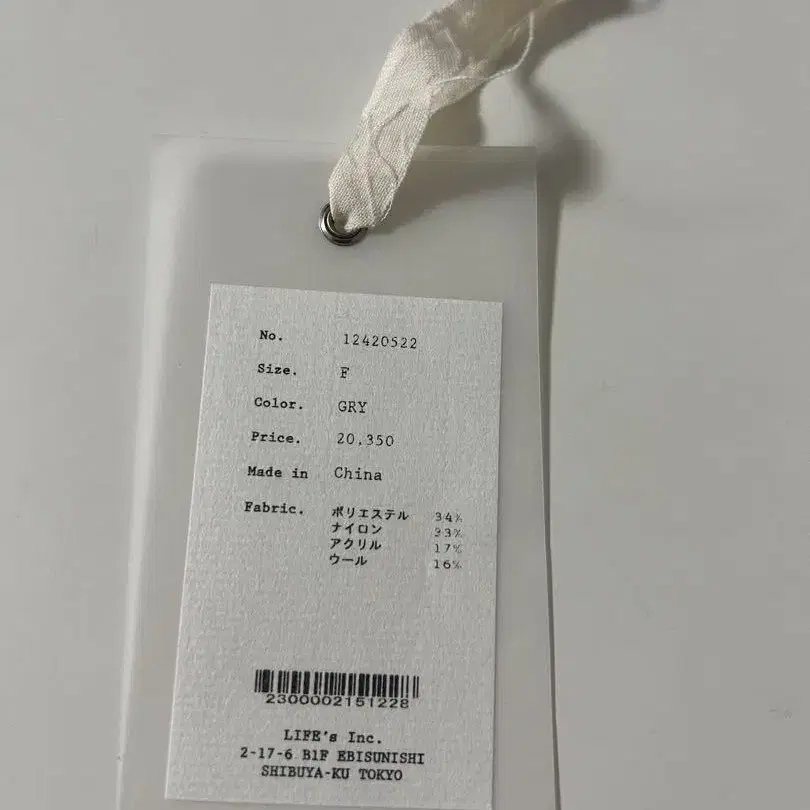 No. 12420522
Size. F
Color. GRY
Price. 20,350
Made in China
Fabric. ポリエステル 34%
ナイロン 33%
アクリル 17%
ウール 16%
2300002151228
LIFE's Inc.
2-17-6 B1F EBISUNISHI
SHIBUYA-KU TOKYO